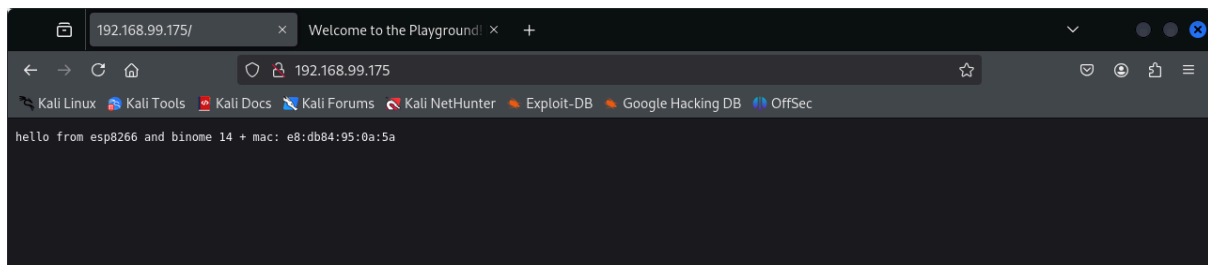 192.168.99.175/ Welcome to the Playground!
192.168.99.175
Kali Linux Kali Tools Kali Docs Kali Forums Kali NetHunter Exploit-DB Google Hacking DB OffSec
hello from esp8266 and binome 14 + mac: e8:db84:95:0a:5a